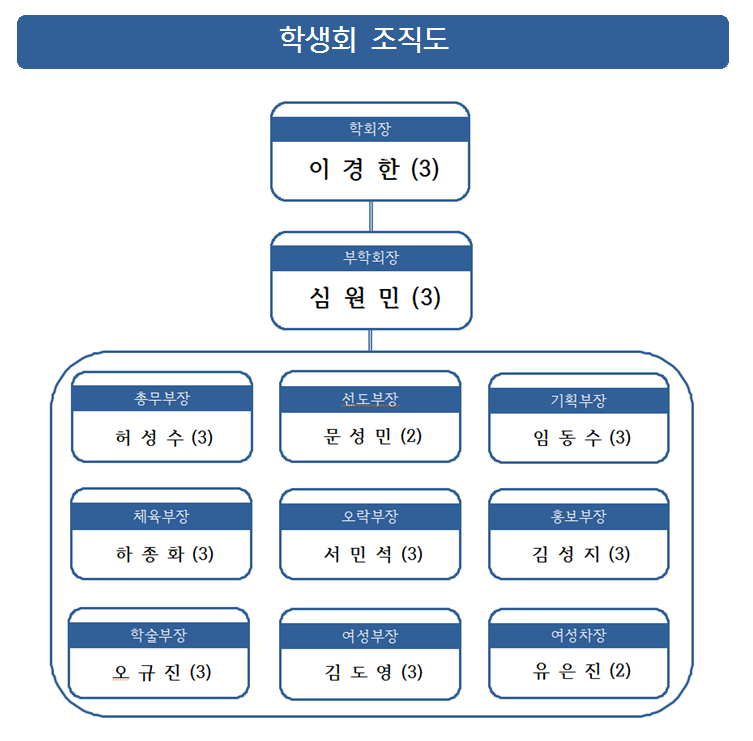 학생회 조직도
학회장
이 경 한 (3)
부학회장
심 원 민 (3)
총무부장
허 성 수 (3)
선도부장
문 성 민 (2)
기획부장
임 동 수 (3)
체육부장
하 종 화 (3)
오락부장
서 민 석 (3)
홍보부장
김 성 지 (3)
학술부장
오 규 진 (3)
여성부장
김 도 영 (3)
여성차장
유 은 진 (2)